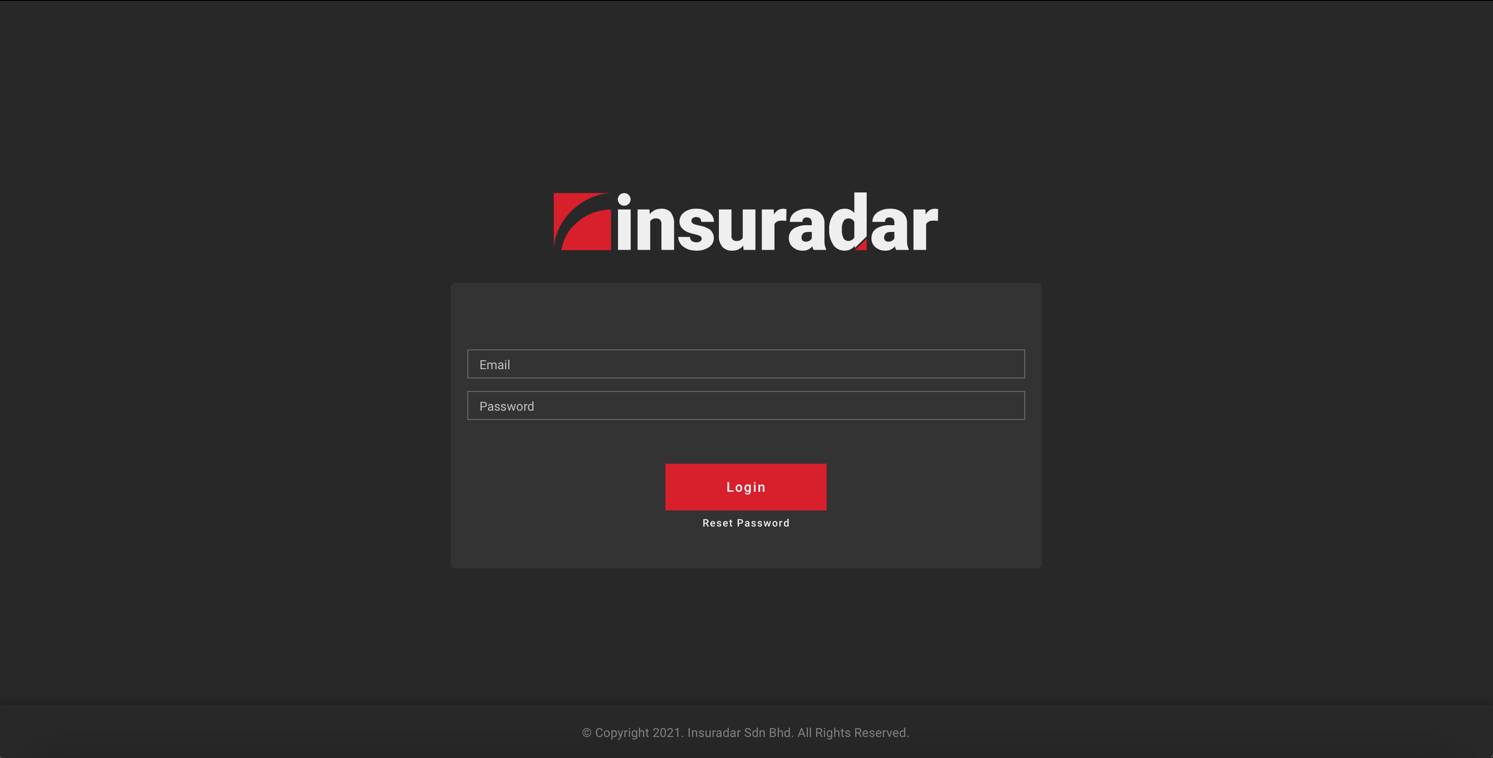 insuradar
Email
Password
Login
Reset Password
© Copyright 2021. Insuradar Sdn Bhd. All Rights Reserved.